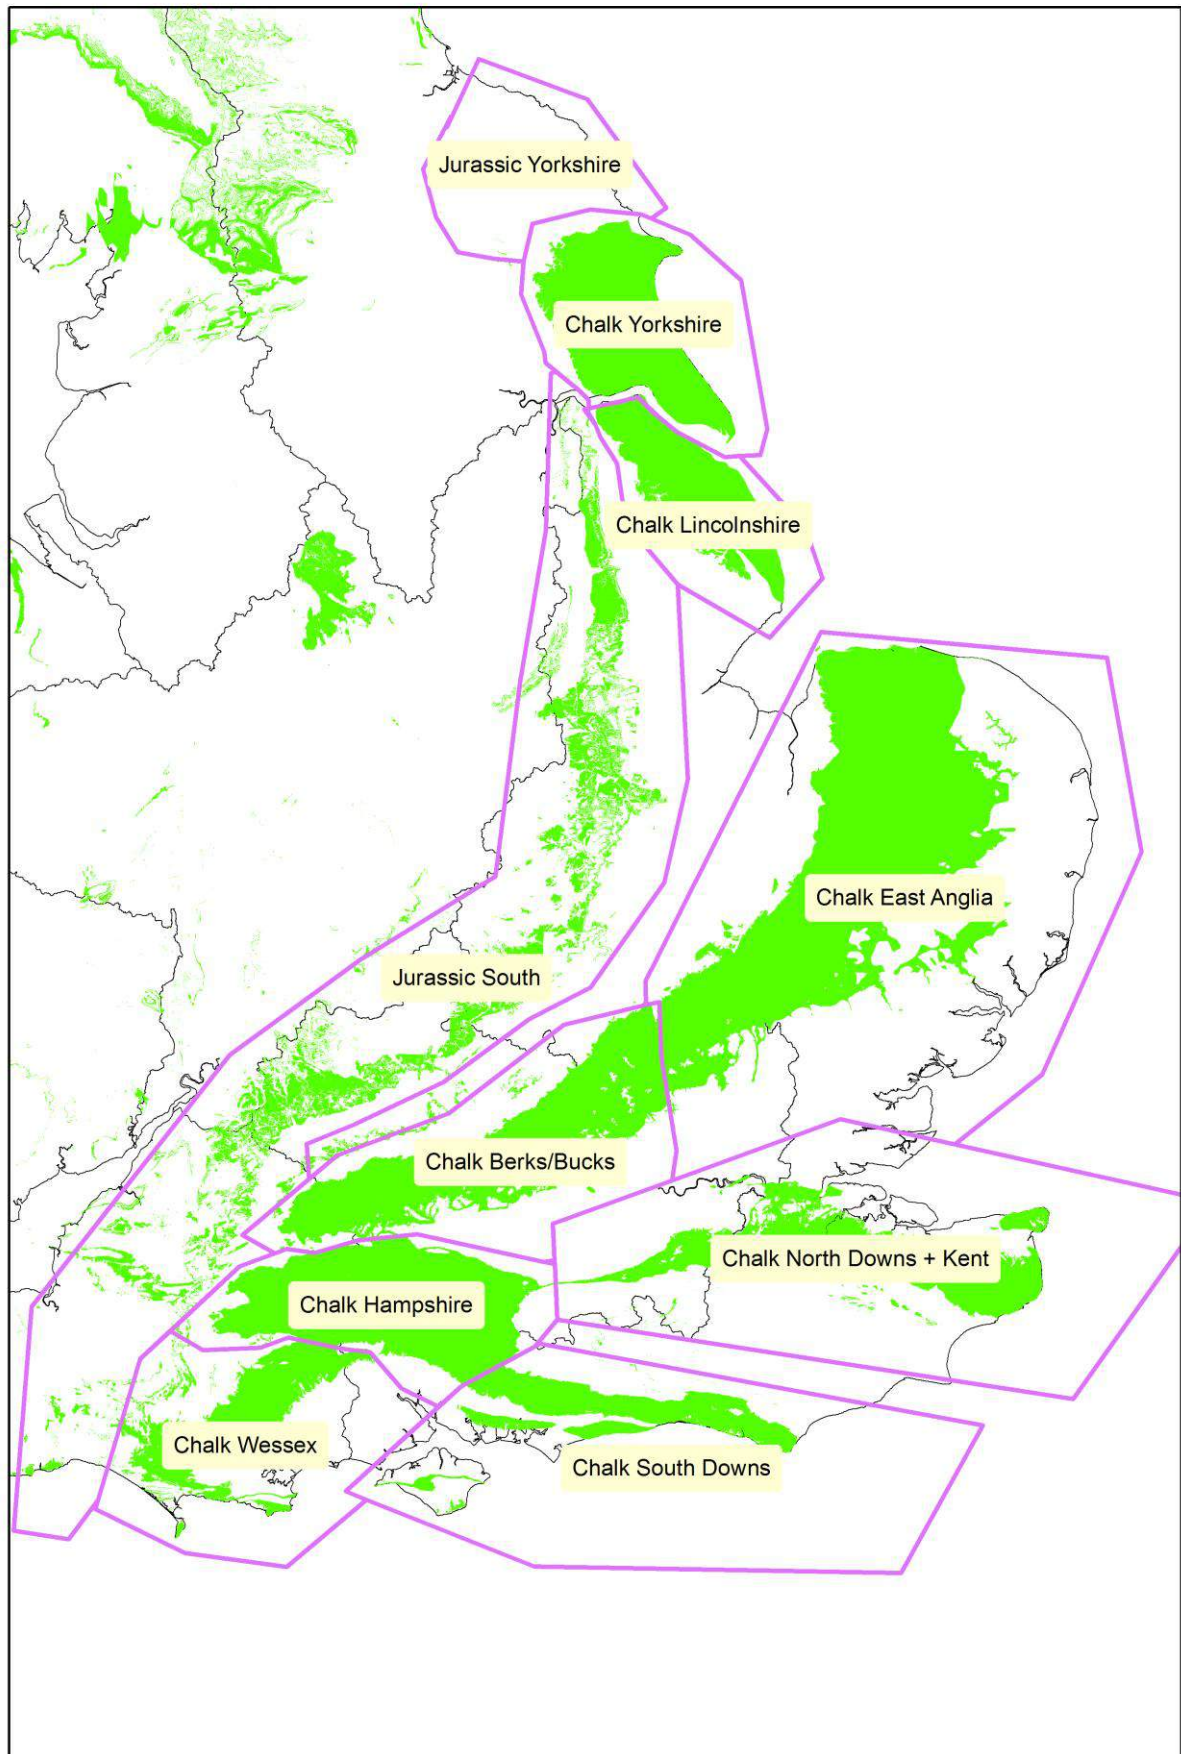 Jurassic Yorkshire
Chalk Yorkshire
Chalk Lincolnshire
Chalk East Anglia
Jurassic South
Chalk Berks/Bucks
Chalk North Downs + Kent
Chalk Hampshire
Chalk Wessex
Chalk South Downs